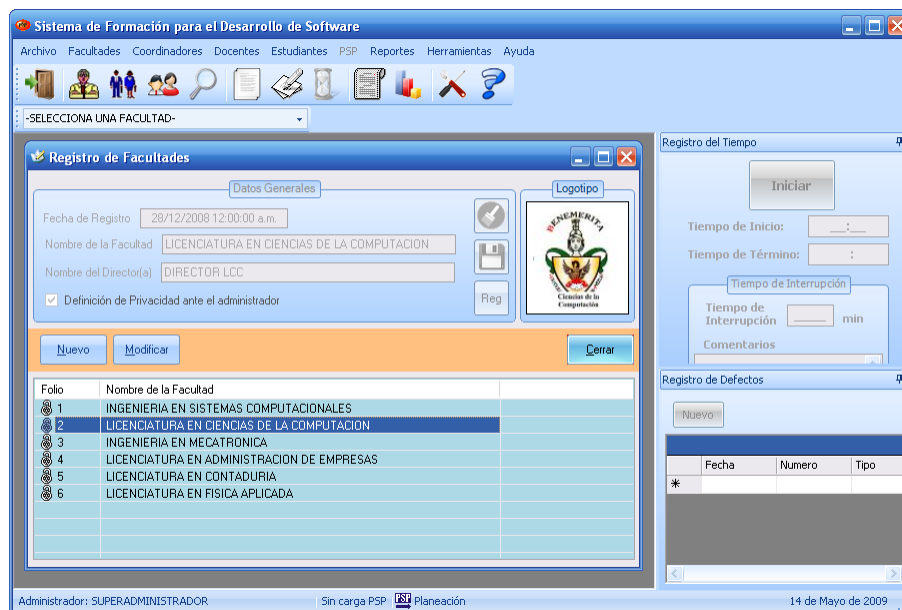 Sistema de Formación para el Desarrollo de Software
Archivo Facultades Coordinadores Docentes Estudiantes PSP Reportes Herramientas Ayuda
-SELECCIONA UNA FACULTAD-
Registro de Facultades
Datos Generales
Fecha de Registro 28/12/2008 12:00:00 a.m.
Nombre de la Facultad LICENCIATURA EN CIENCIAS DE LA COMPUTACION
Nombre del Director(a) DIRECTOR LCC
Definición de Privacidad ante el administrador
Reg
Logotipo
BENEMERITA
Ciencias de la
Computación
Nuevo Modificar Cerrar
Folio Nombre de la Facultad
1 INGENIERIA EN SISTEMAS COMPUTACIONALES
2 LICENCIATURA EN CIENCIAS DE LA COMPUTACION
3 INGENIERIA EN MECATRONICA
4 LICENCIATURA EN ADMINISTRACION DE EMPRESAS
5 LICENCIATURA EN CONTADURIA
6 LICENCIATURA EN FISICA APLICADA
Registro del Tiempo
Iniciar
Tiempo de Inicio: __:__
Tiempo de Término: :
Tiempo de Interrupción
Tiempo de
Interrupción ____ min
Comentarios
Registro de Defectos
Nuevo
Fecha Numero Tipo
Administrador: SUPERADMINISTRADOR Sin carga PSP PSP Planeación 14 de Mayo de 2009